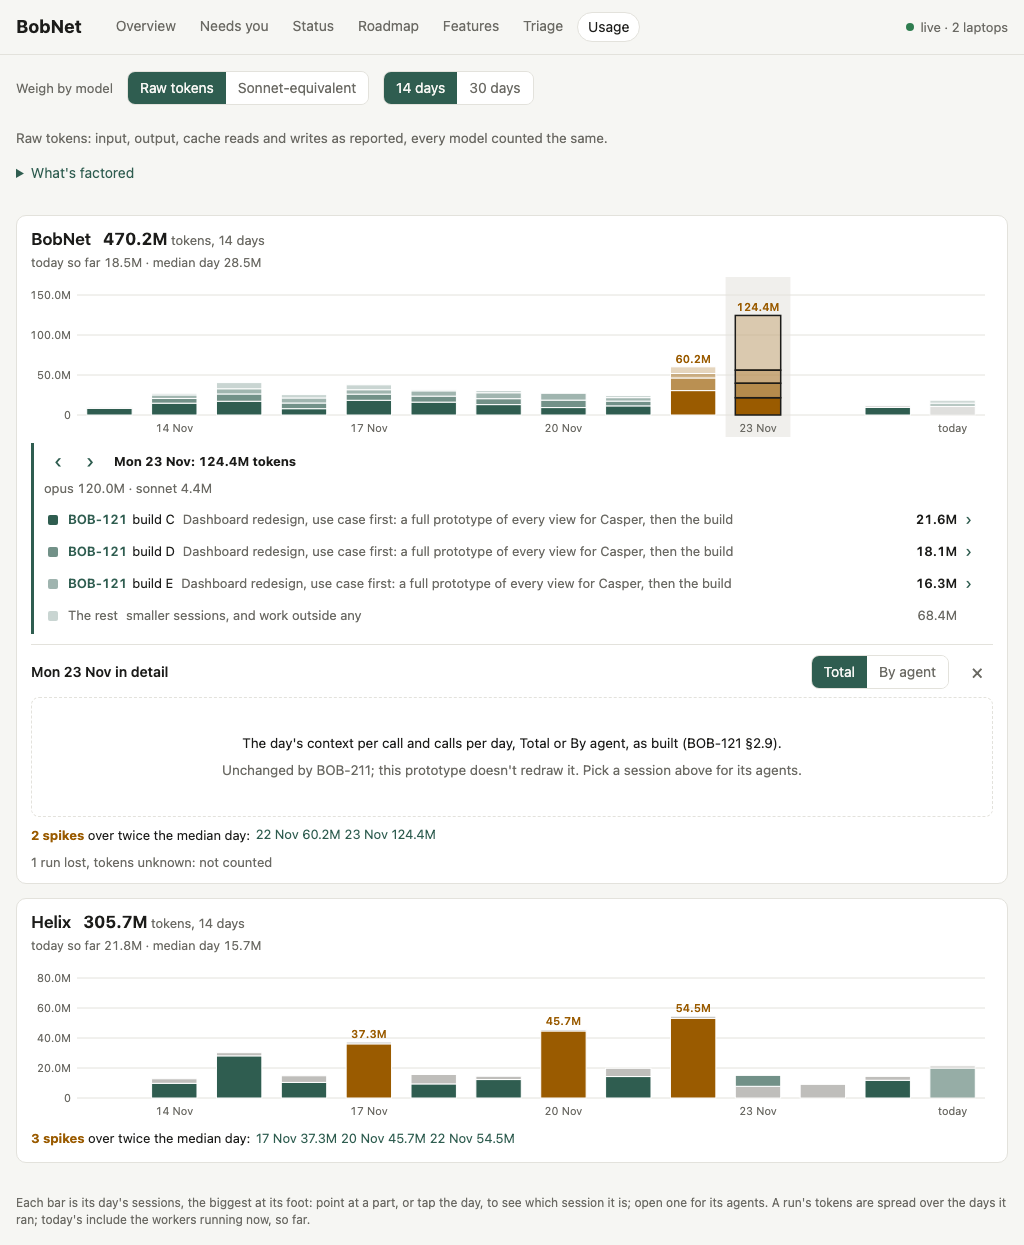 BobNet Overview Needs you Status Roadmap Features Triage Usage live · 2 laptops
Weigh by model Raw tokens Sonnet-equivalent 14 days 30 days
Raw tokens: input, output, cache reads and writes as reported, every model counted the same.
What's factored
BobNet 470.2M tokens, 14 days
today so far 18.5M · median day 28.5M
150.0M
124.4M
100.0M
60.2M
50.0M
0
14 Nov 17 Nov 20 Nov 23 Nov today
Mon 23 Nov: 124.4M tokens
opus 120.0M · sonnet 4.4M
BOB-121 build C Dashboard redesign, use case first: a full prototype of every view for Casper, then the build 21.6M
BOB-121 build D Dashboard redesign, use case first: a full prototype of every view for Casper, then the build 18.1M
BOB-121 build E Dashboard redesign, use case first: a full prototype of every view for Casper, then the build 16.3M
The rest smaller sessions, and work outside any 68.4M
Mon 23 Nov in detail Total By agent
The day's context per call and calls per day, Total or By agent, as built (BOB-121 §2.9).
Unchanged by BOB-211; this prototype doesn't redraw it. Pick a session above for its agents.
2 spikes over twice the median day: 22 Nov 60.2M 23 Nov 124.4M
1 run lost, tokens unknown: not counted
Helix 305.7M tokens, 14 days
today so far 21.8M · median day 15.7M
80.0M
60.0M
54.5M
45.7M
40.0M
37.3M
20.0M
0
14 Nov 17 Nov 20 Nov 23 Nov today
3 spikes over twice the median day: 17 Nov 37.3M 20 Nov 45.7M 22 Nov 54.5M
Each bar is its day's sessions, the biggest at its foot: point at a part, or tap the day, to see which session it is; open one for its agents. A run's tokens are spread over the days it
ran; today's include the workers running now, so far.